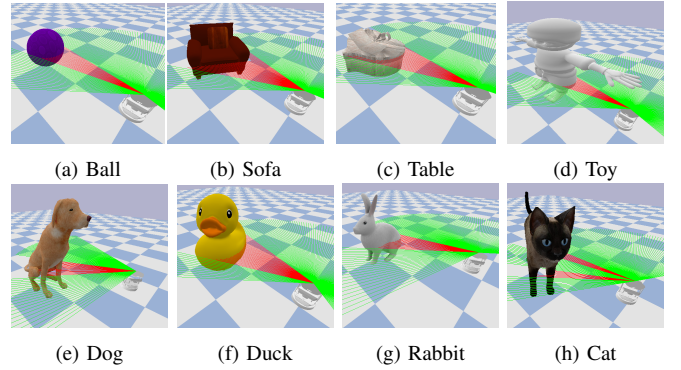 (a) Ball
(b) Sofa
(c) Table
(d) Toy
(e) Dog
(f) Duck
(g) Rabbit
(h) Cat